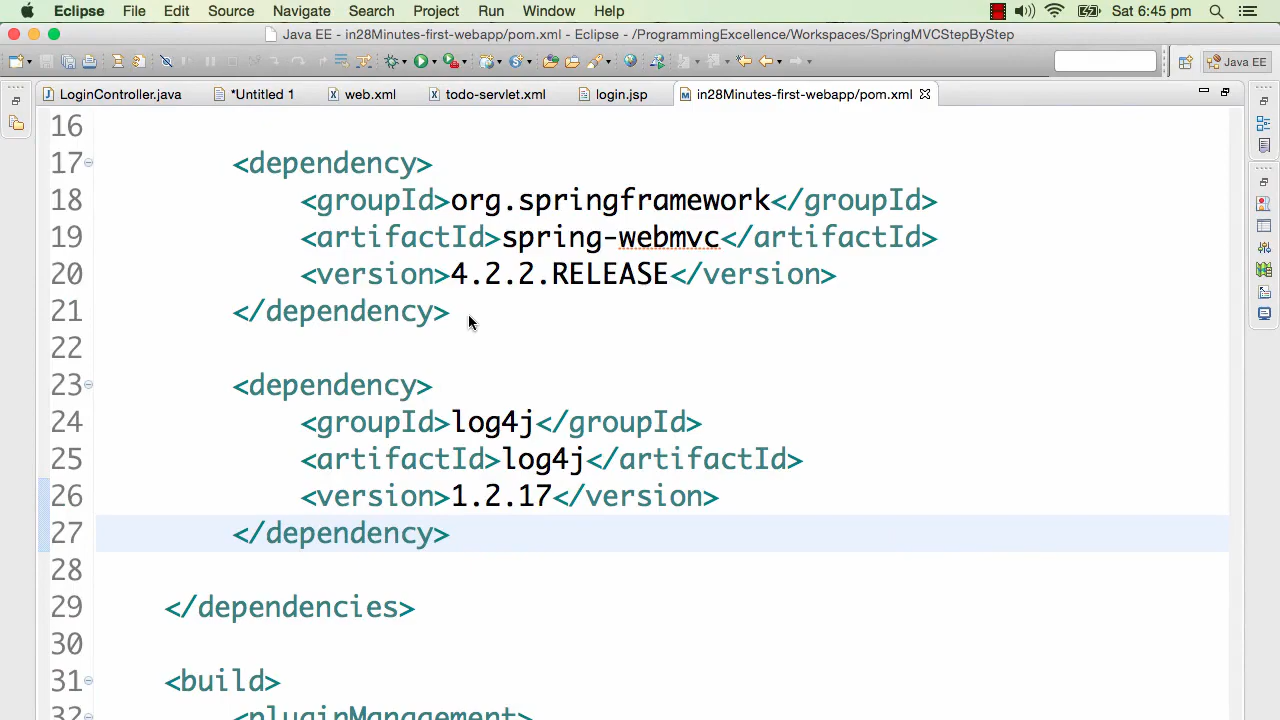 Eclipse File Edit Source Navigate Search Project Run Window Help Sat 6:45 pm
Java EE - in28Minutes-first-webapp/pom.xml - Eclipse - /ProgrammingExcellence/Workspaces/SpringMVCStepByStep
Java EE
LoginController.java *Untitled 1 web.xml todo-servlet.xml login.jsp in28Minutes-first-webapp/pom.xml
16
17 <dependency>
18 <groupId>org.springframework</groupId>
19 <artifactId>spring-webmvc</artifactId>
20 <version>4.2.2.RELEASE</version>
21 </dependency>
22
23 <dependency>
24 <groupId>log4j</groupId>
25 <artifactId>log4j</artifactId>
26 <version>1.2.17</version>
27 </dependency>
28
29 </dependencies>
30
31 <build>
32 <pluginManagement>